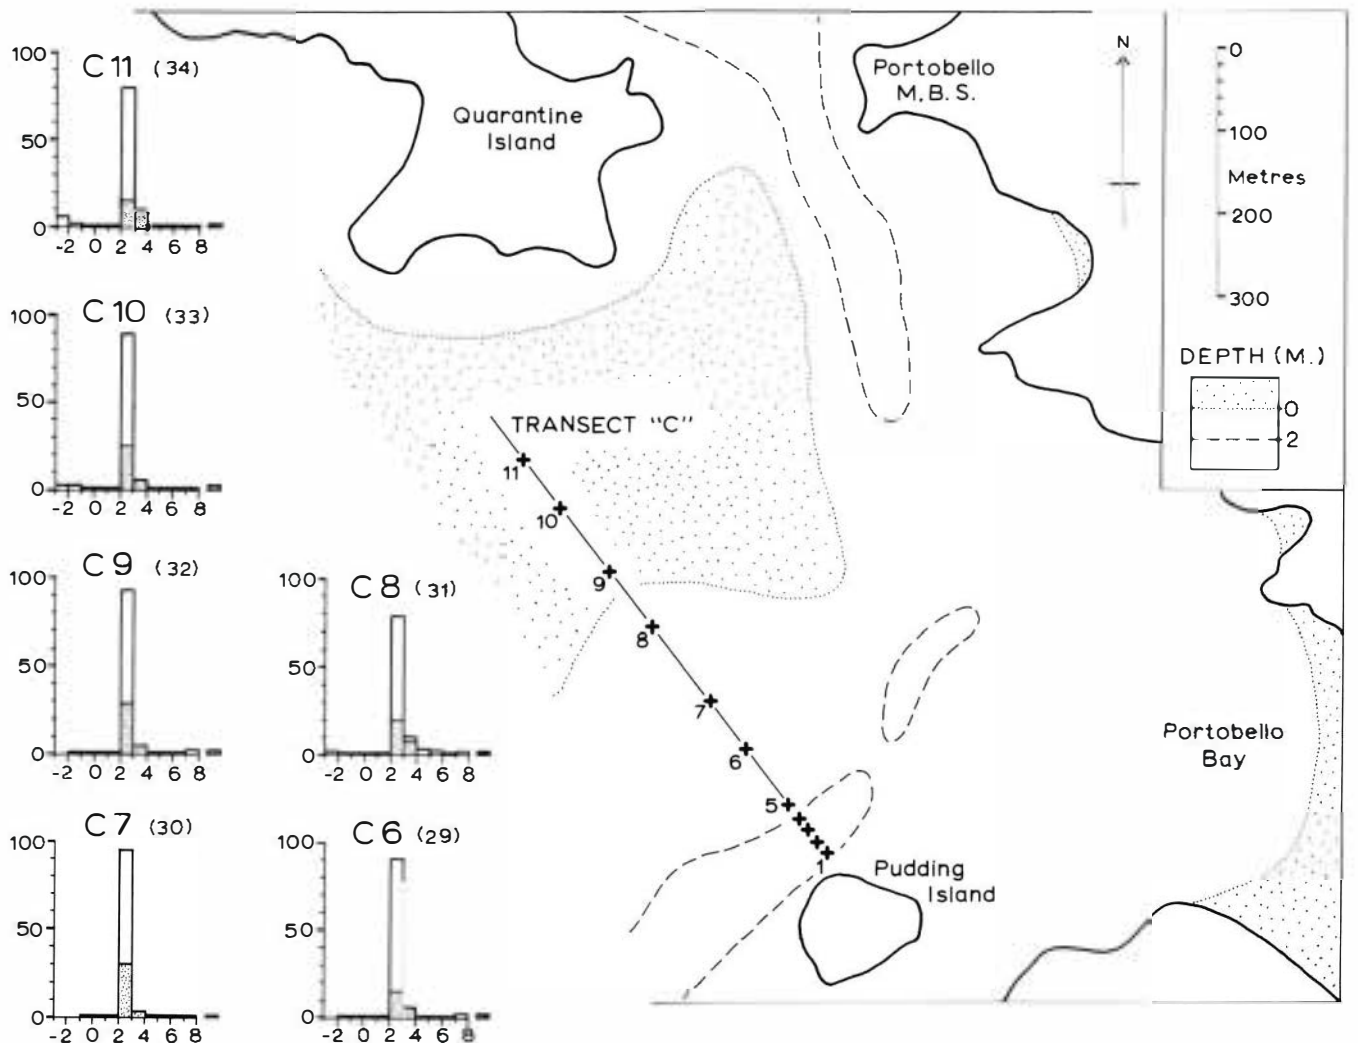 C 11 (34)
100
50
0
-2 0 2 4 6 8
C 10 (33)
100
50
0
-2 0 2 4 6 8
C 9 (32)
100
50
0
-2 0 2 4 6 8
C 8 (31)
100
50
0
-2 0 2 4 6 8
C 7 (30)
100
50
0
-2 0 2 4 6 8
C 6 (29)
100
50
0
-2 0 2 4 6 8
Quarantine
Island
Portobello
M.B.S.
N
0
100
Metres
200
300
DEPTH (M.)
0
2
TRANSECT "C"
11
10
9
8
7
6
5
1
Pudding
Island
Portobello
Bay